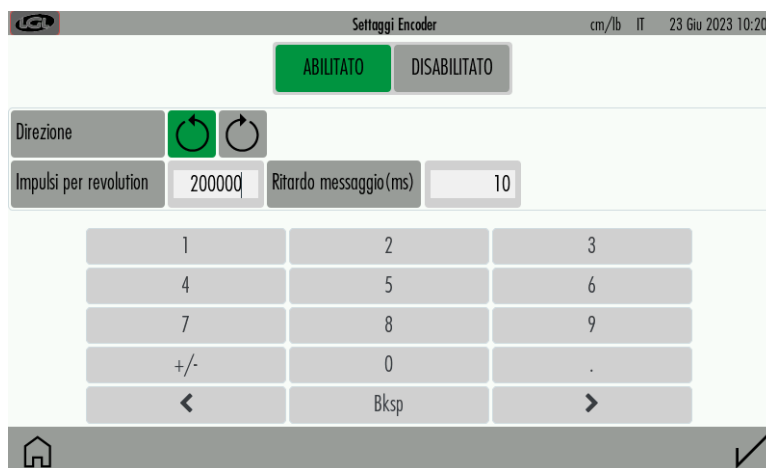 LGL Settaggi Encoder cm/lb IT 23 Giu 2023 10:20
ABILITATO DISABILITATO
Direzione
Impulsi per revolution 200000 Ritardo messaggio(ms) 10
1 2 3
4 5 6
7 8 9
+/- 0 .
Bksp